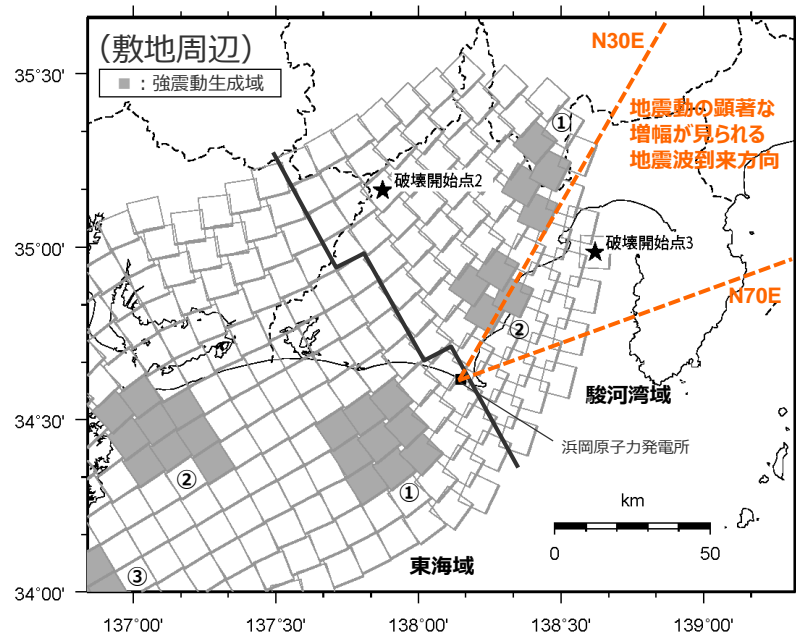 (敷地周辺)
■ : 強震動生成域
N30E
地震動の顕著な
増幅が見られる
地震波到来方向
①
破壊開始点2
破壊開始点3
N70E
②
駿河湾域
浜岡原子力発電所
②
①
③
東海域
km
0 50
35°30'
35°00'
34°30'
34°00'
137°00' 137°30' 138°00' 138°30' 139°00'